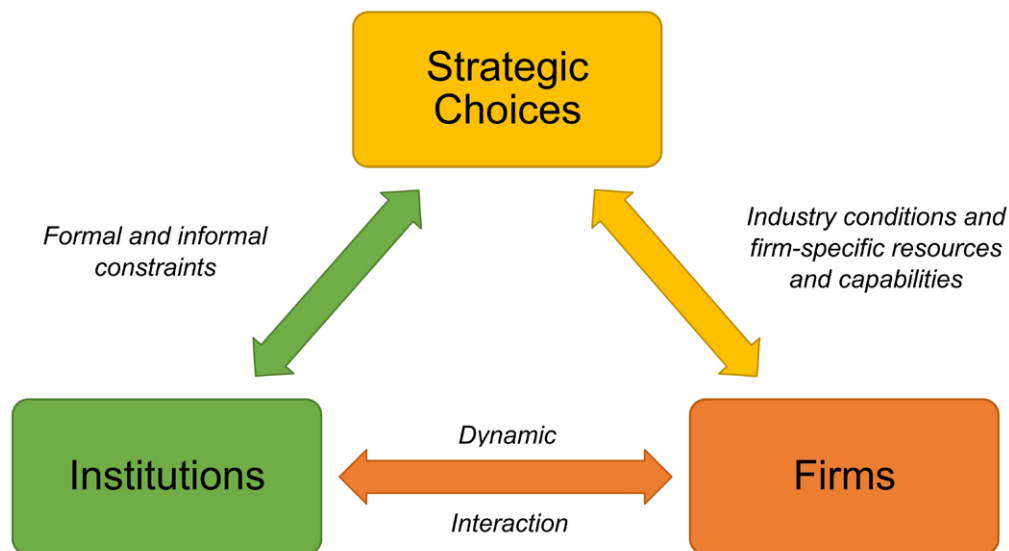 Strategic
Choices
Formal and informal
constraints
Industry conditions and
firm-specific resources
and capabilities
Institutions
Dynamic
Interaction
Firms